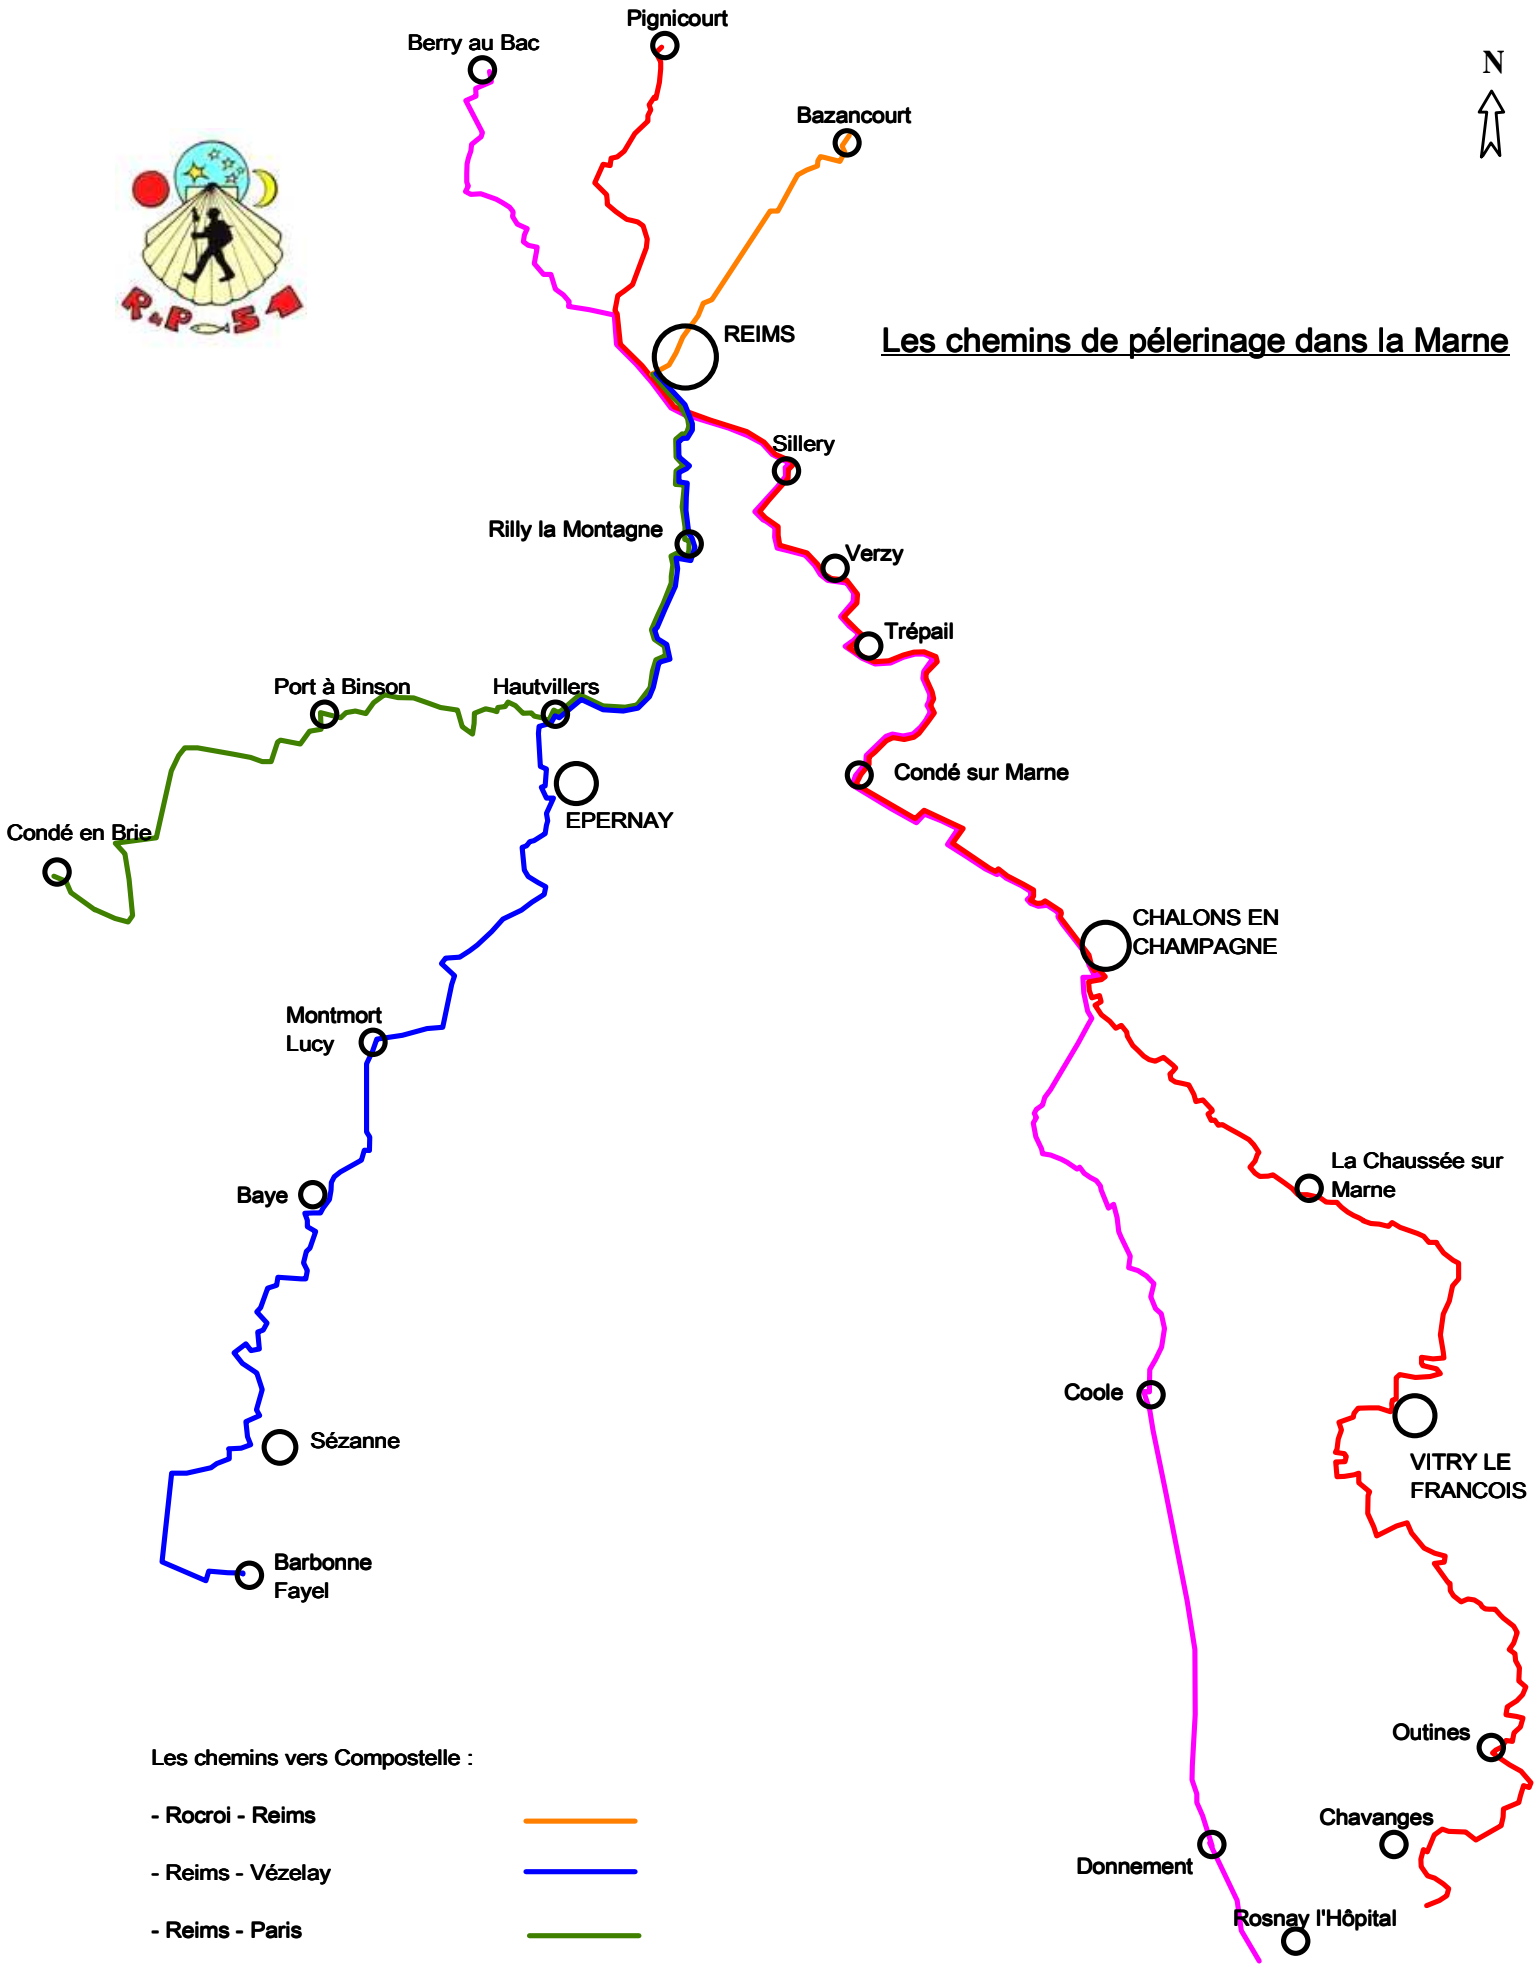 Pignicourt
Berry au Bac
N
Bazancourt
R & P S
REIMS
Les chemins de pélerinage dans la Marne
Sillery
Rilly la Montagne
Verzy
Trépail
Port à Binson
Hautvillers
Condé sur Marne
EPERNAY
Condé en Brie
CHALONS EN
CHAMPAGNE
Montmort
Lucy
La Chaussée sur
Marne
Baye
Coole
Sézanne
VITRY LE
FRANCOIS
Barbonne
Fayel
Outines
Les chemins vers Compostelle :
- Rocroi - Reims
Chavanges
- Reims - Vézelay
Donnement
- Reims - Paris
Rosnay l'Hôpital